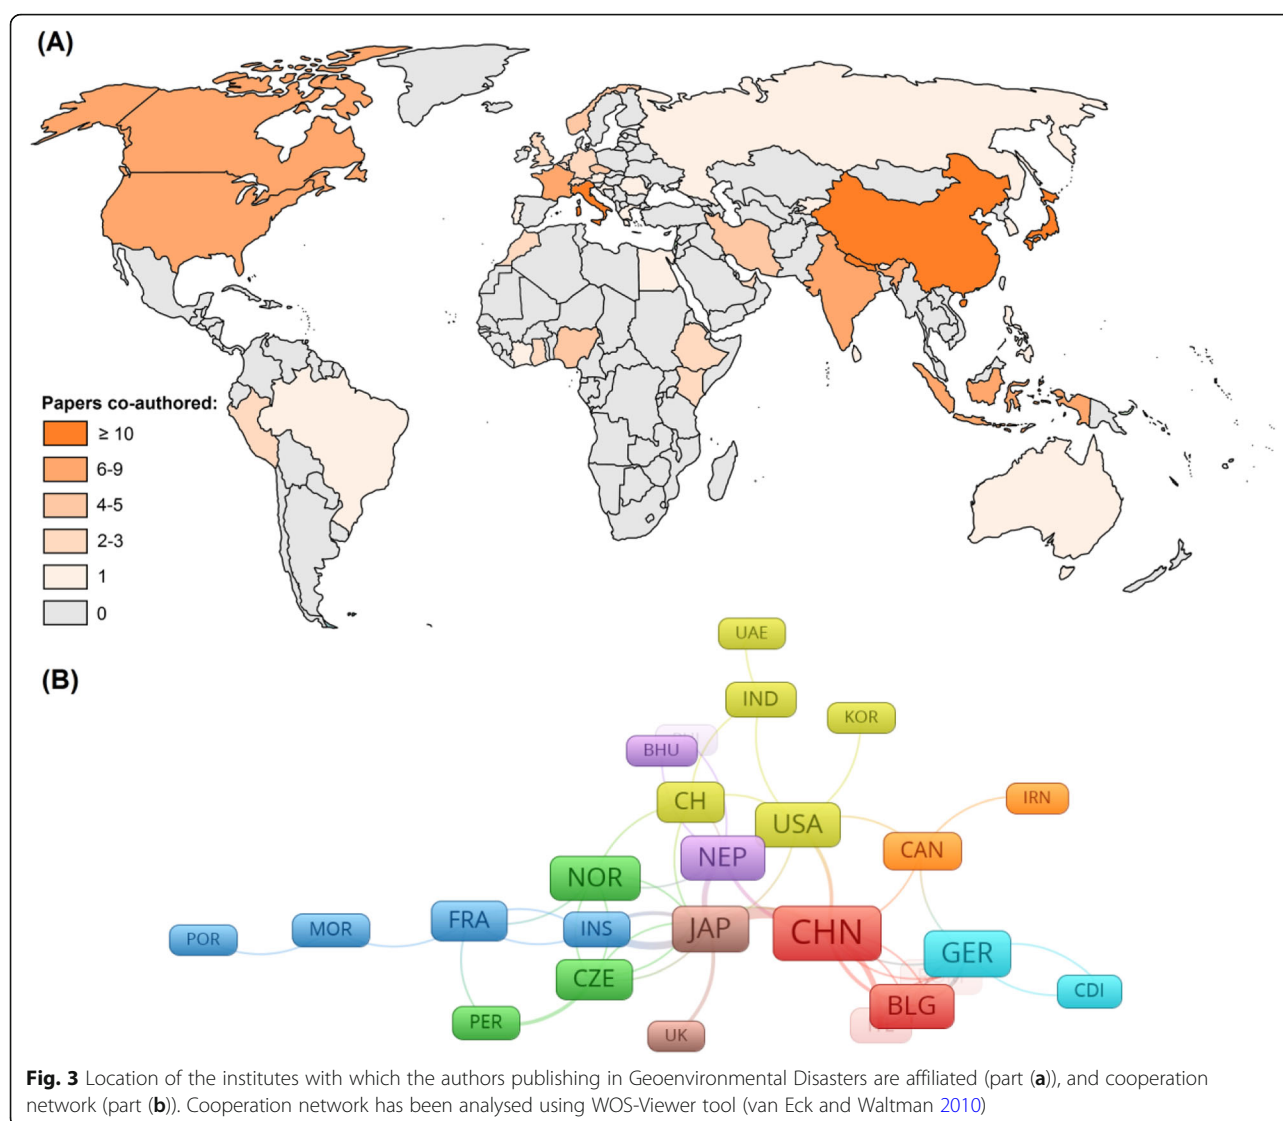 (A)
Papers co-authored:
≥ 10
6-9
4-5
2-3
1
0
(B)
UAE
IND
KOR
BHU
CH
IRN
USA
NEP
CAN
NOR
FRA
INS
JAP
CHN
POR
MOR
GER
CZE
CDI
BLG
PER
UK
Fig. 3 Location of the institutes with which the authors publishing in Geoenvironmental Disasters are affiliated (part (a)), and cooperation
network (part (b)). Cooperation network has been analysed using WOS-Viewer tool (van Eck and Waltman 2010)